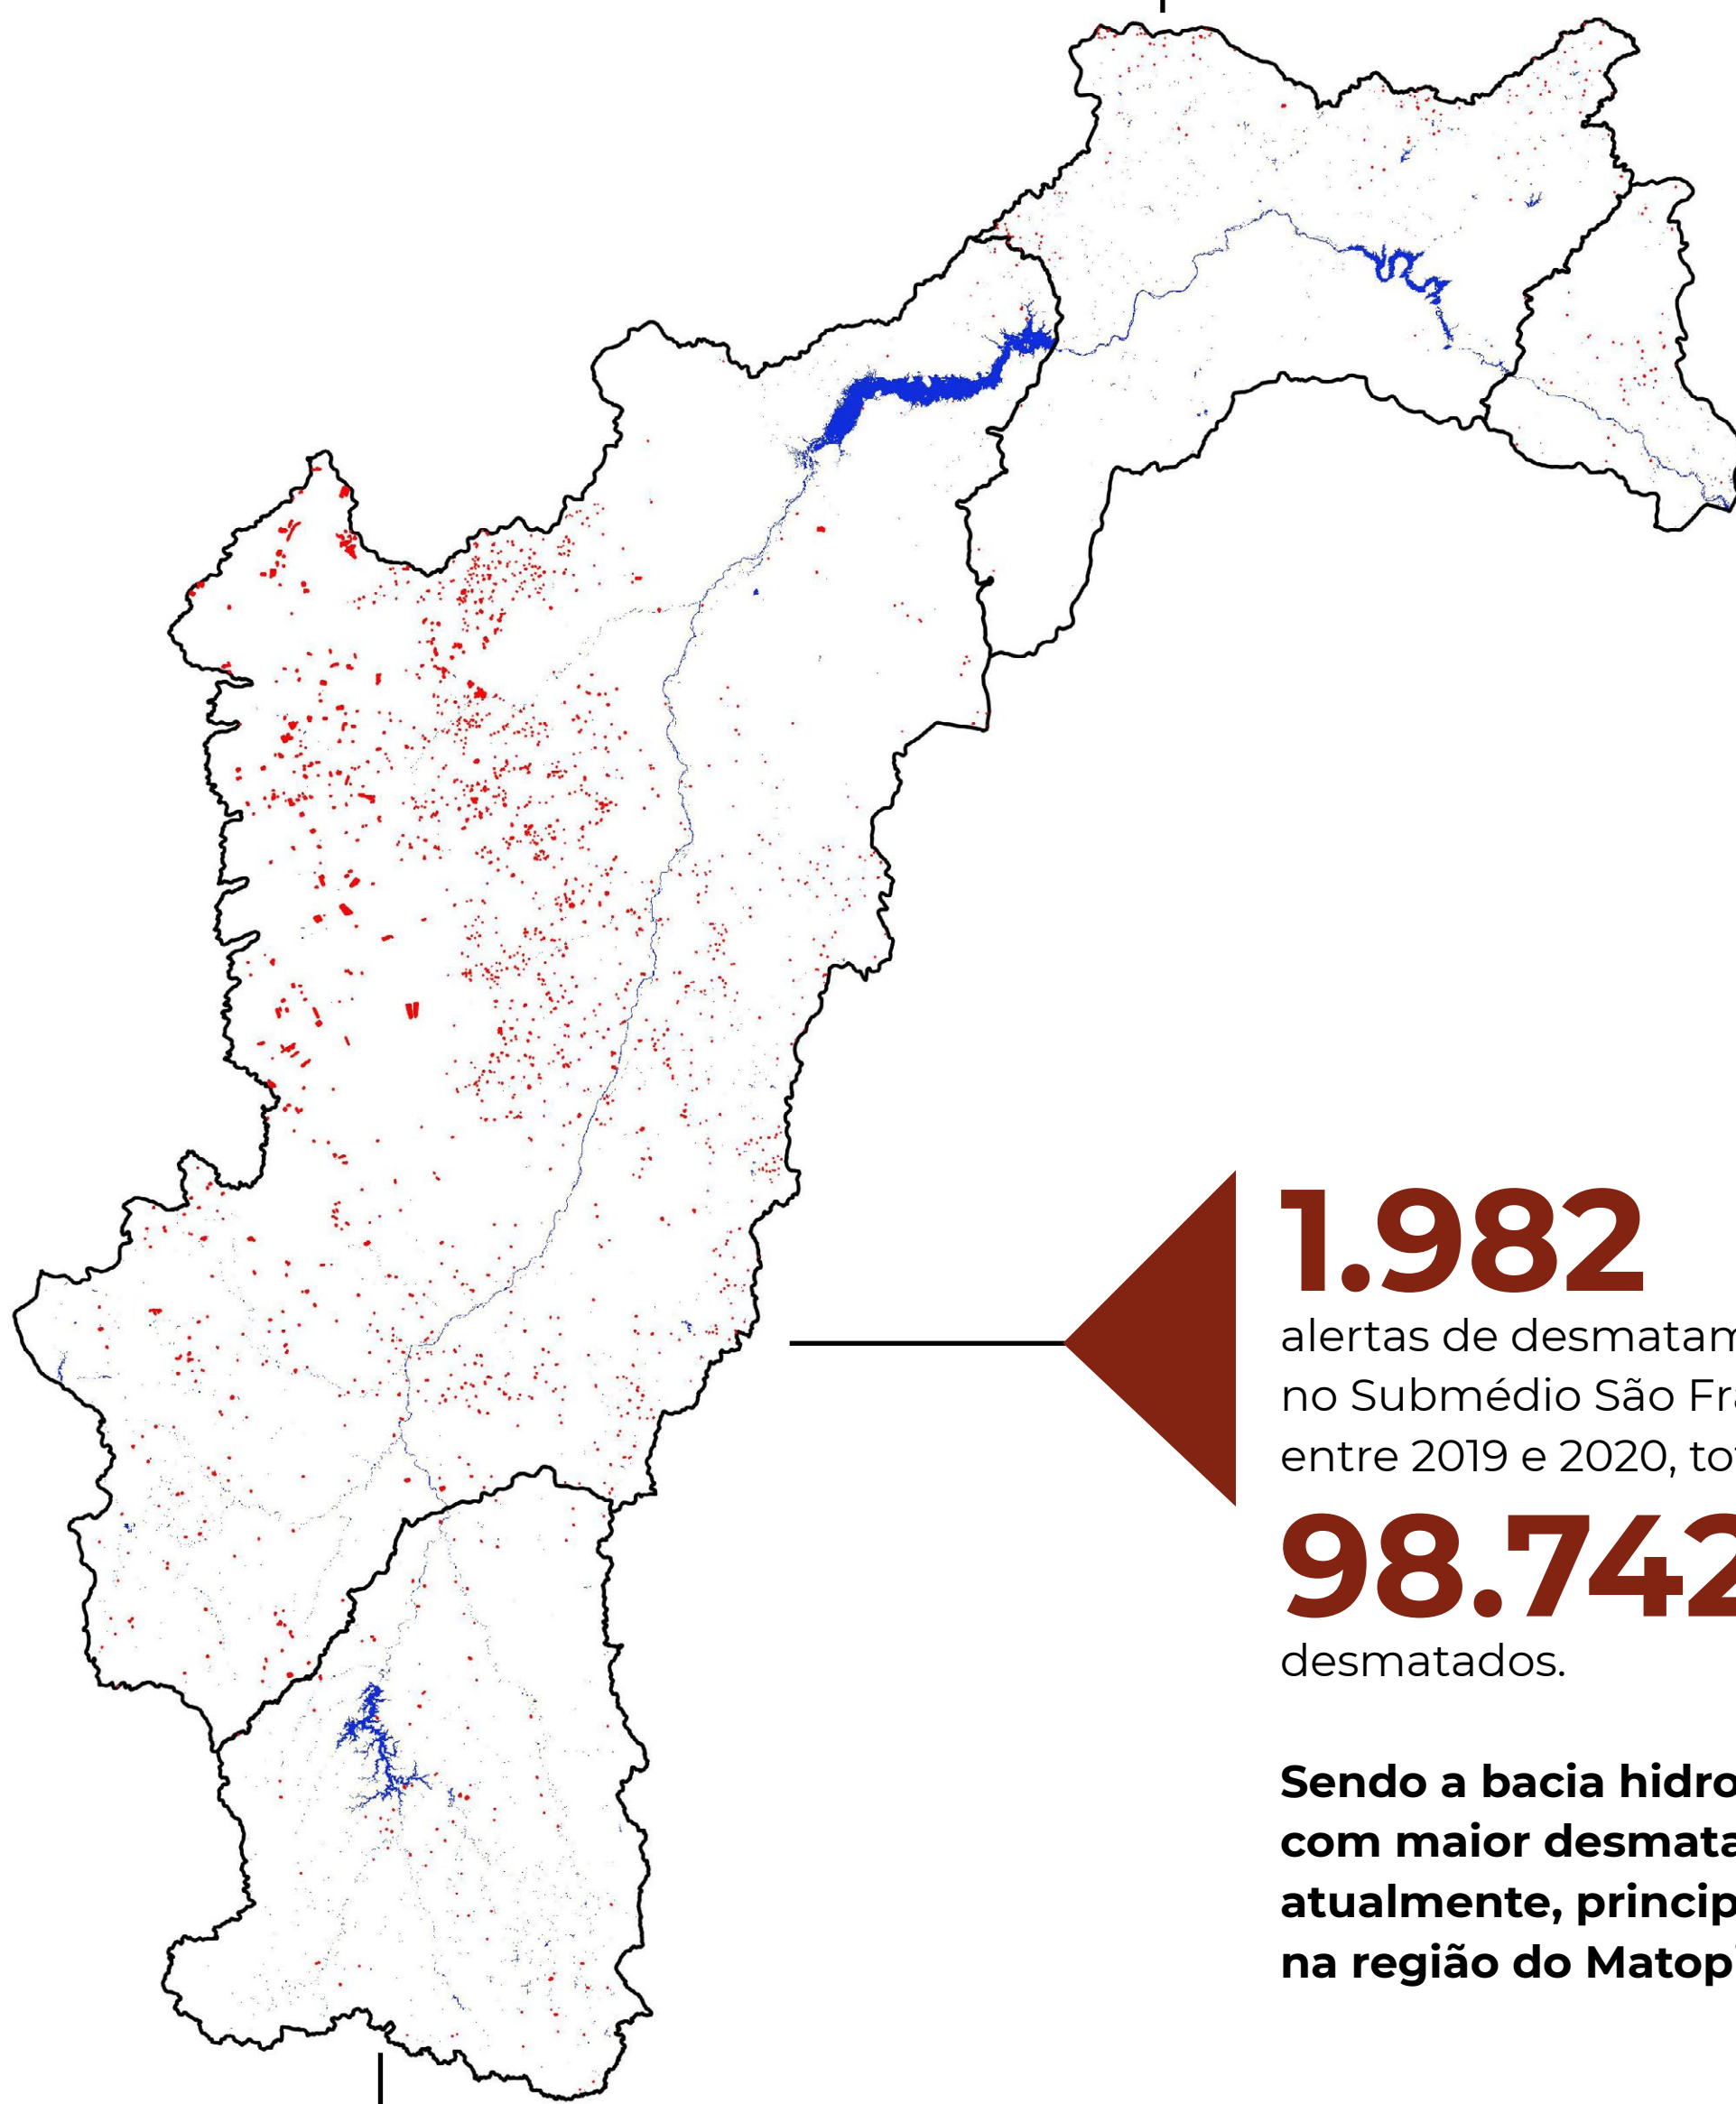 1.982
alertas de desmatam
no Submédio São Fra
entre 2019 e 2020, to
98.742
desmatados.
Sendo a bacia hidro
com maior desmata
atualmente, princip
na região do Matop